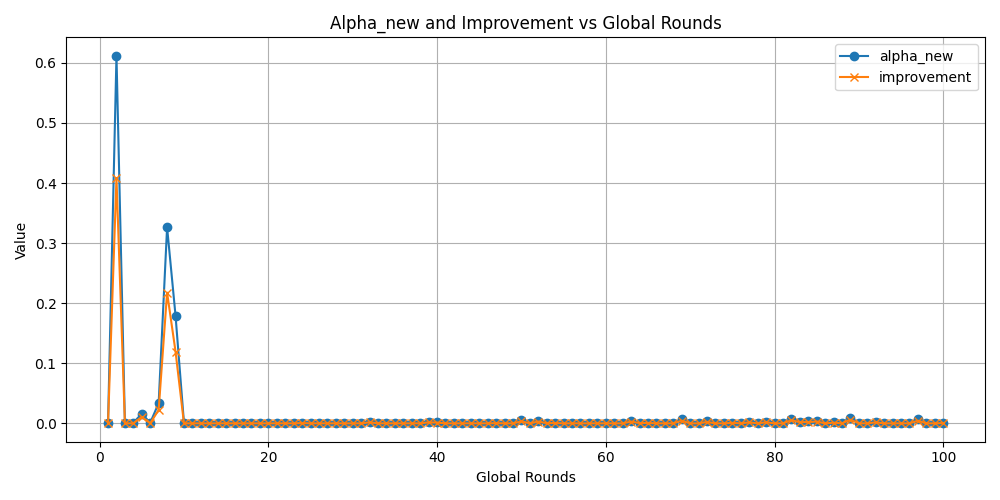 Alpha_new and Improvement vs Global Rounds
alpha_new
improvement
0.6
0.5
0.4
0.3
0.2
0.1
0.0
Value
0 20 40 60 80 100
Global Rounds